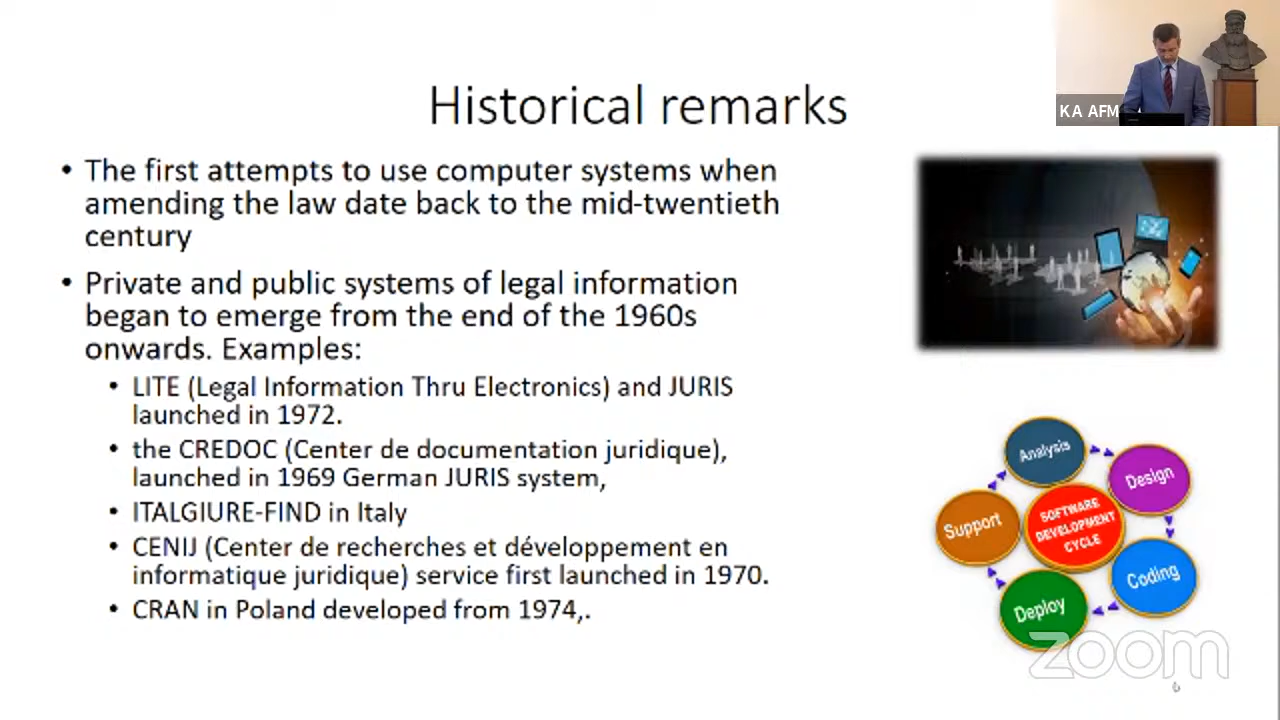 Historical remarks
KA AFM
• The first attempts to use computer systems when
amending the law date back to the mid-twentieth
century
• Private and public systems of legal information
began to emerge from the end of the 1960s
onwards. Examples:
• LITE (Legal Information Thru Electronics) and JURIS
launched in 1972.
• the CREDOC (Center de documentation juridique),
launched in 1969 German JURIS system,
• ITALGIURE-FIND in Italy
• CENIJ (Center de recherches et développement en
informatique juridique) service first launched in 1970.
• CRAN in Poland developed from 1974,.
Analysis
Design
Support
SOFTWARE
DEVELOPMENT
CYCLE
Coding
Deploy
zoom